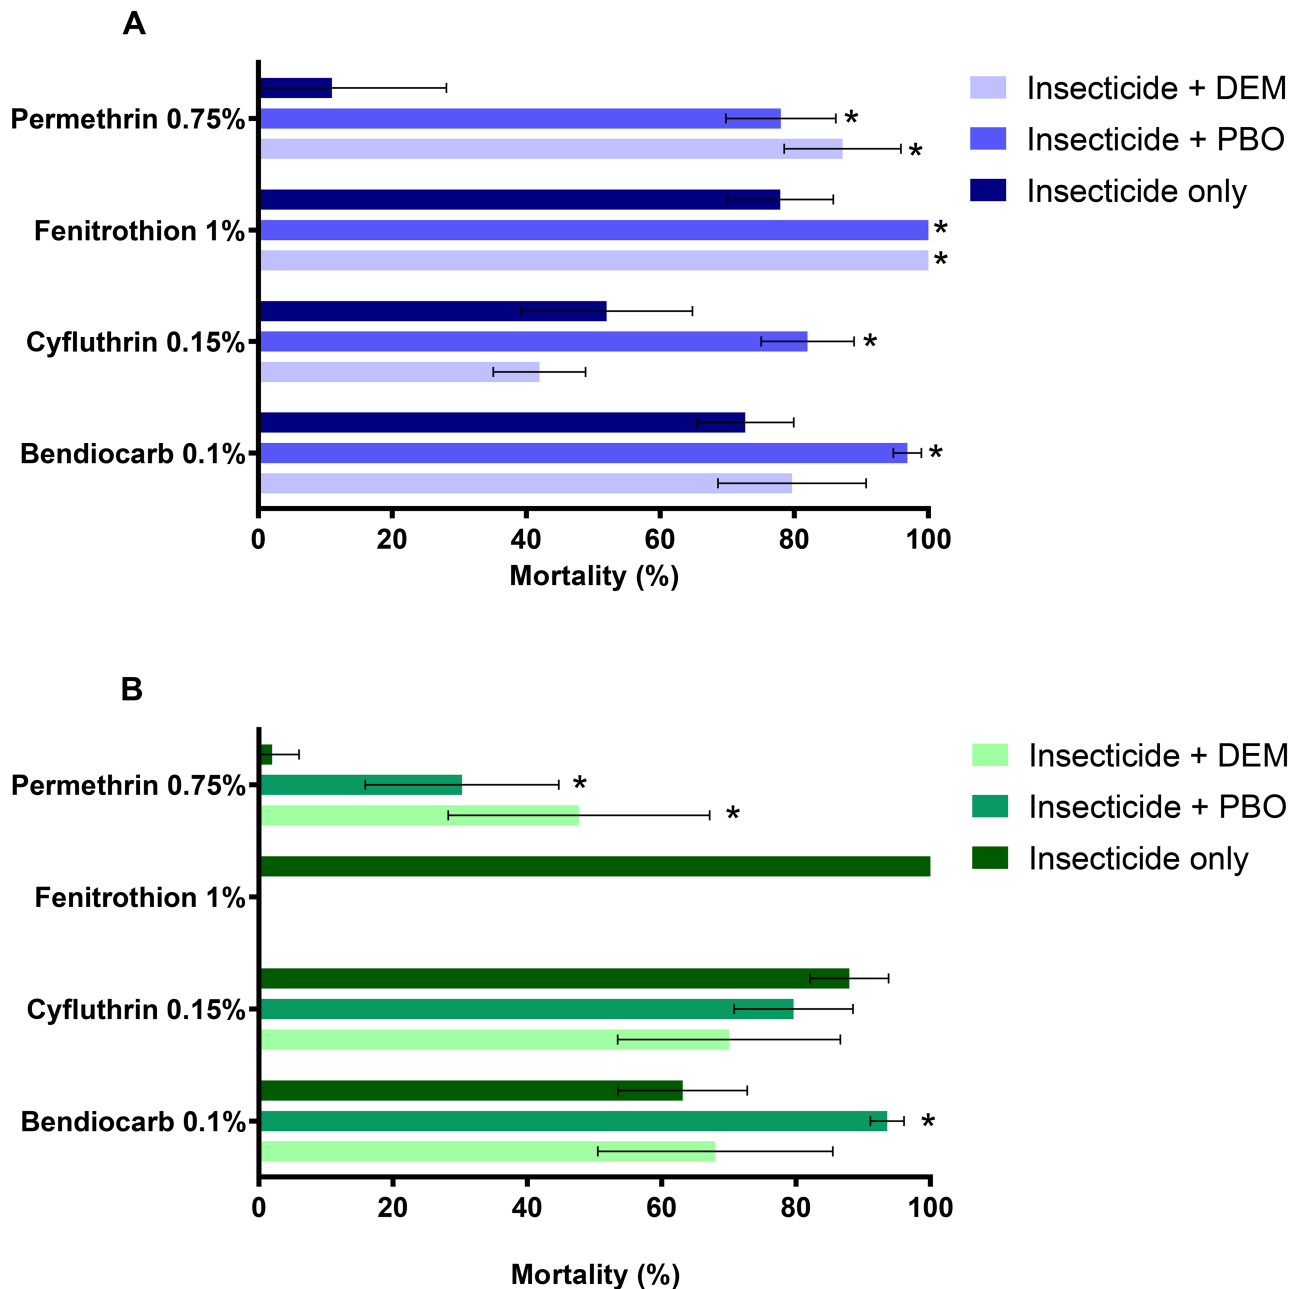 A
Permethrin 0.75%
*
*
Fenitrothion 1%
*
*
Cyfluthrin 0.15%
*
Bendiocarb 0.1%
*
0 20 40 60 80 100
Mortality (%)
Insecticide + DEM
Insecticide + PBO
Insecticide only
B
Permethrin 0.75%
*
*
Fenitrothion 1%
Cyfluthrin 0.15%
Bendiocarb 0.1%
*
0 20 40 60 80 100
Mortality (%)
Insecticide + DEM
Insecticide + PBO
Insecticide only